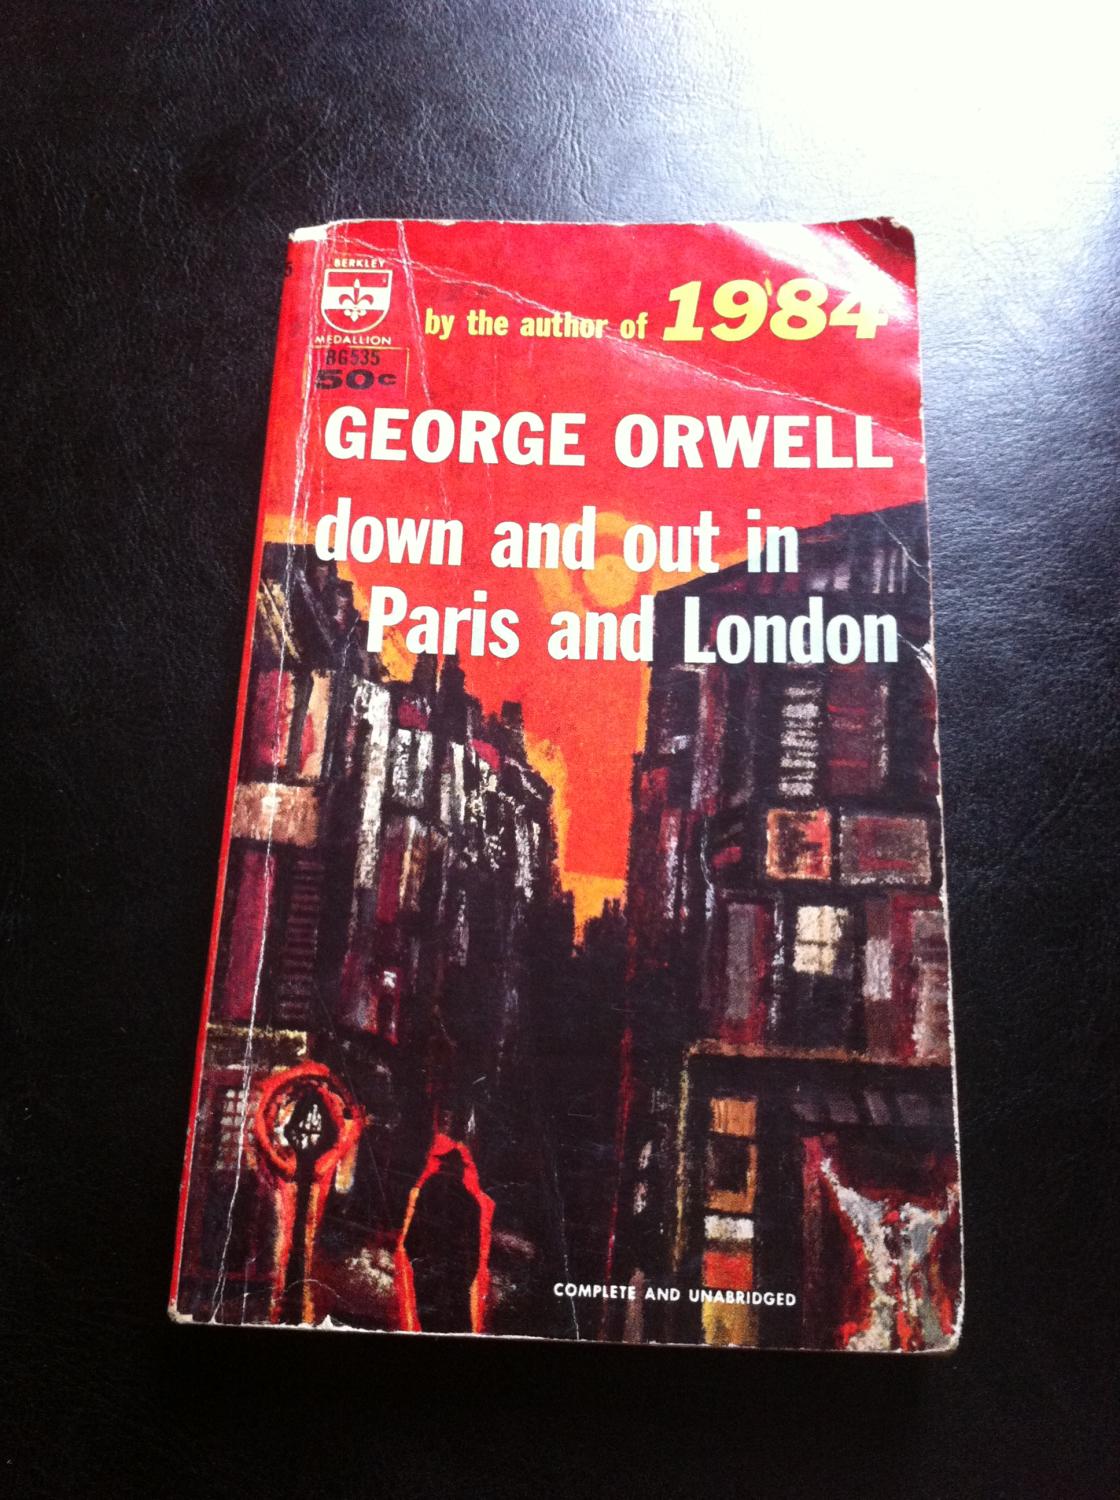 BERKLEY
MEDALLION
BG535
50c
by the author of 1984
GEORGE ORWELL
down and out in
Paris and London
COMPLETE AND UNABRIDGED